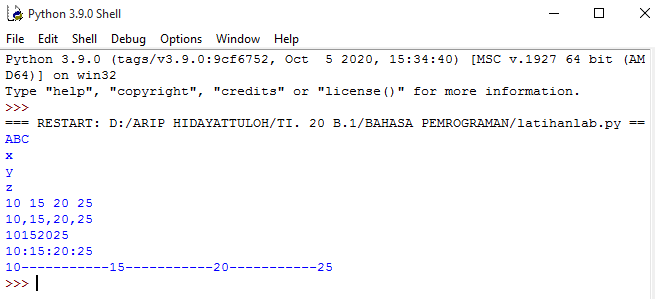 Python 3.9.0 Shell
File Edit Shell Debug Options Window Help
Python 3.9.0 (tags/v3.9.0:9cf6752, Oct  5 2020, 15:34:40) [MSC v.1927 64 bit (AM
D64)] on win32
Type "help", "copyright", "credits" or "license()" for more information.
>>>
=== RESTART: D:/ARIP HIDAYATTULOH/TI. 20 B.1/BAHASA PEMROGRAMAN/latihanlab.py ==
ABC
x
y
z
10 15 20 25
10,15,20,25
10152025
10:15:20:25
10-----------15-----------20-----------25
>>>